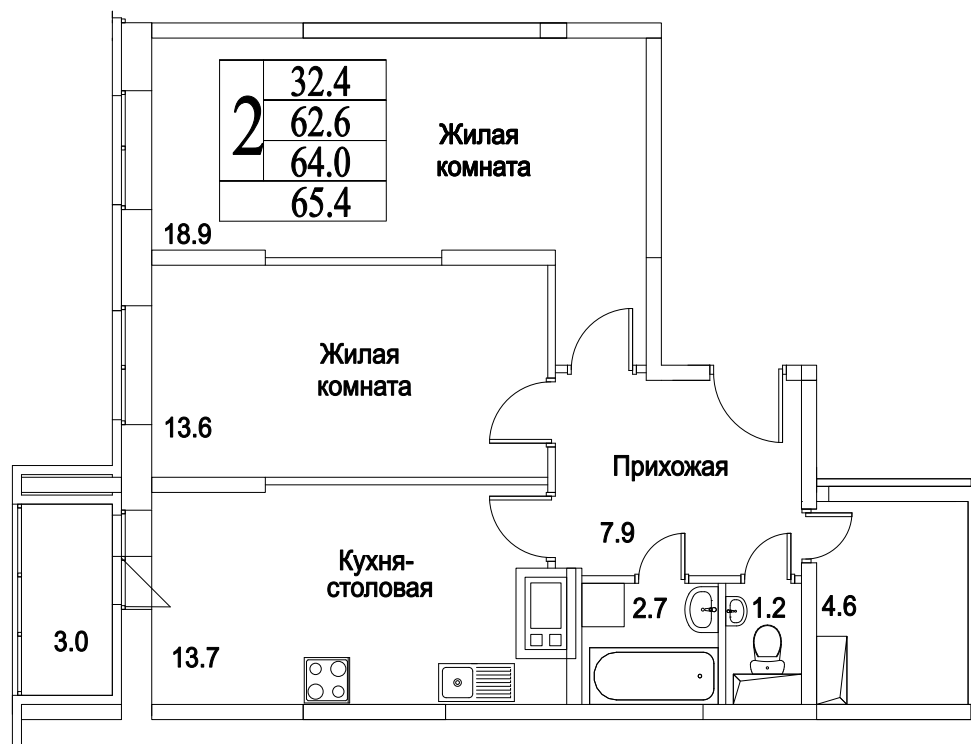 2
32.4
62.6
64.0
65.4
Жилая
комната
18.9
Жилая
комната
13.6
Прихожая
7.9
Кухня-
столовая
13.7
3.0
2.7
1.2
4.6